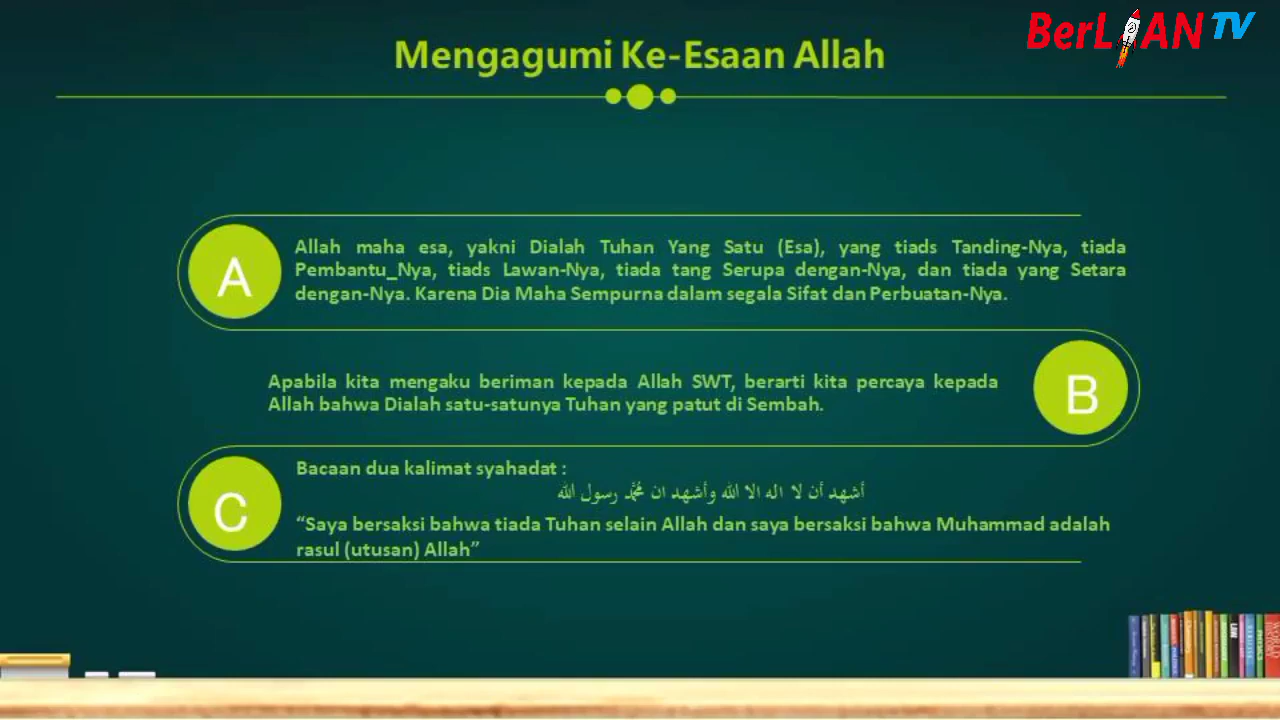 BerLIAN TV
Mengagumi Ke-Esaan Allah
A
Allah maha esa, yakni Dialah Tuhan Yang Satu (Esa), yang tiads Tanding-Nya, tiada
Pembantu_Nya, tiads Lawan-Nya, tiada tang Serupa dengan-Nya, dan tiada yang Setara
dengan-Nya. Karena Dia Maha Sempurna dalam segala Sifat dan Perbuatan-Nya.
Apabila kita mengaku beriman kepada Allah SWT, berarti kita percaya kepada
Allah bahwa Dialah satu-satunya Tuhan yang patut di Sembah.
B
C
Bacaan dua kalimat syahadat :
أشهد أن لا اله الا الله وأشهد ان محُمَّد رسول الله
“Saya bersaksi bahwa tiada Tuhan selain Allah dan saya bersaksi bahwa Muhammad adalah
rasul (utusan) Allah”
LAW